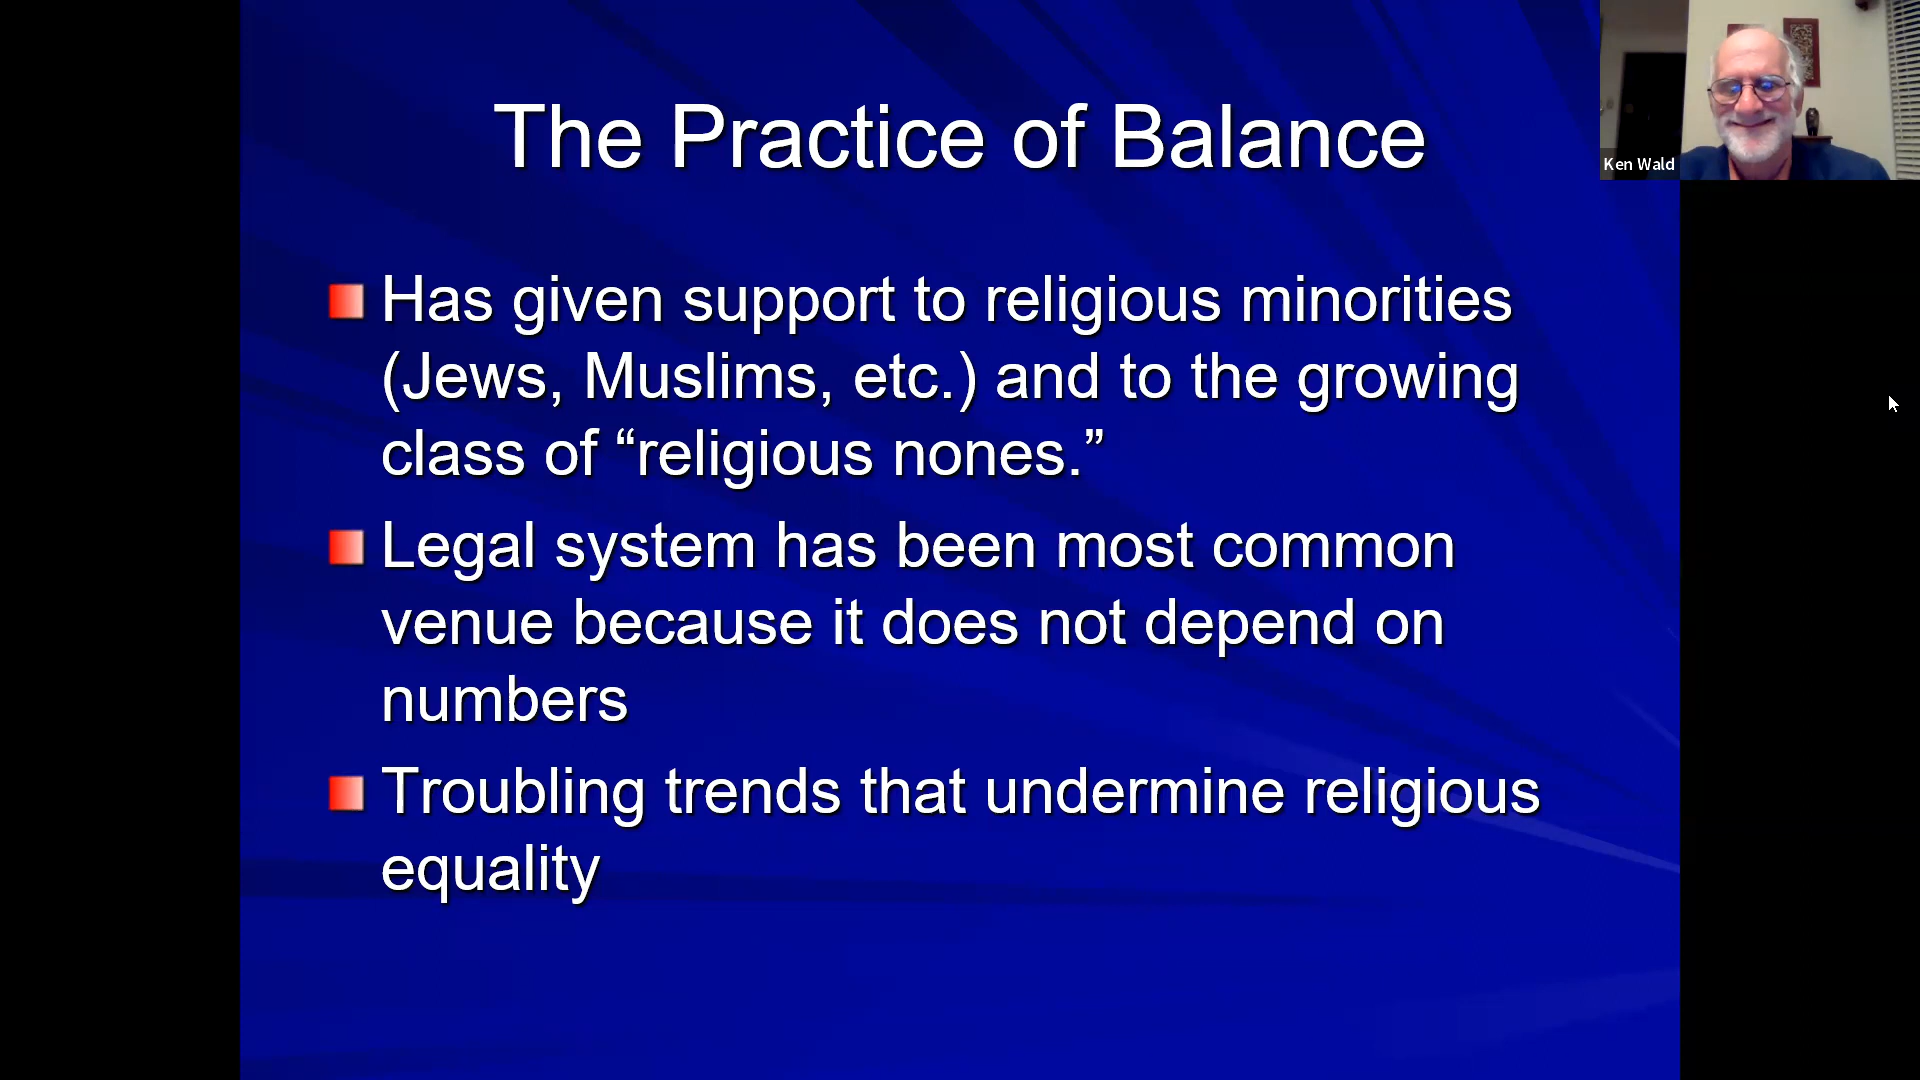 The Practice of Balance
Ken Wald
Has given support to religious minorities
(Jews, Muslims, etc.) and to the growing
class of “religious nones.”
Legal system has been most common
venue because it does not depend on
numbers
Troubling trends that undermine religious
equality